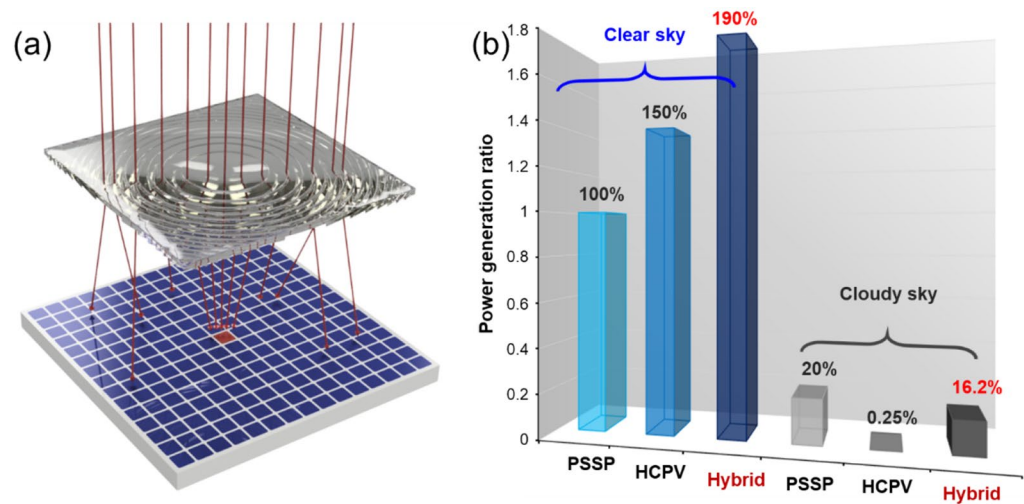 (a)
(b)
Power generation ratio
1.8
1.6
1.4
1.2
1
0.8
0.6
0.4
0.2
0
Clear sky
190%
150%
100%
Cloudy sky
20%
0.25%
16.2%
PSSP
HCPV
Hybrid
PSSP
HCPV
Hybrid